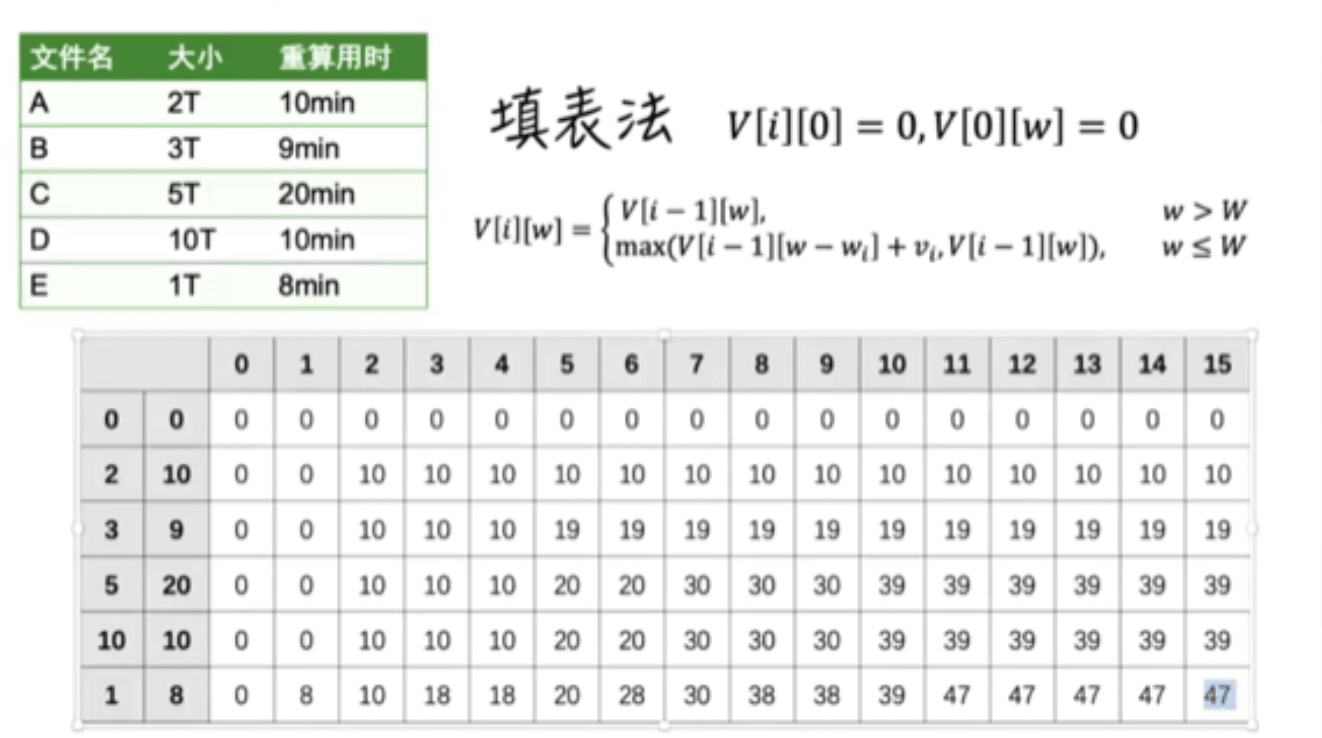 文件名 大小 重算用时
A 2T 10min
B 3T 9min
C 5T 20min
D 10T 10min
E 1T 8min
填表法 V[i][0] = 0, V[0][w] = 0
V[i][w] = { V[i − 1][w], w > W
max(V[i − 1][w − wᵢ] + vᵢ, V[i − 1][w]), w ≤ W
0 1 2 3 4 5 6 7 8 9 10 11 12 13 14 15
0 0 0 0 0 0 0 0 0 0 0 0 0 0 0 0 0 0
2 10 0 0 10 10 10 10 10 10 10 10 10 10 10 10 10 10
3 9 0 0 10 10 10 19 19 19 19 19 19 19 19 19 19 19
5 20 0 0 10 10 10 20 20 30 30 30 39 39 39 39 39 39
10 10 0 0 10 10 10 20 20 30 30 30 39 39 39 39 39 39
1 8 0 8 10 18 18 20 28 30 38 38 39 47 47 47 47 47